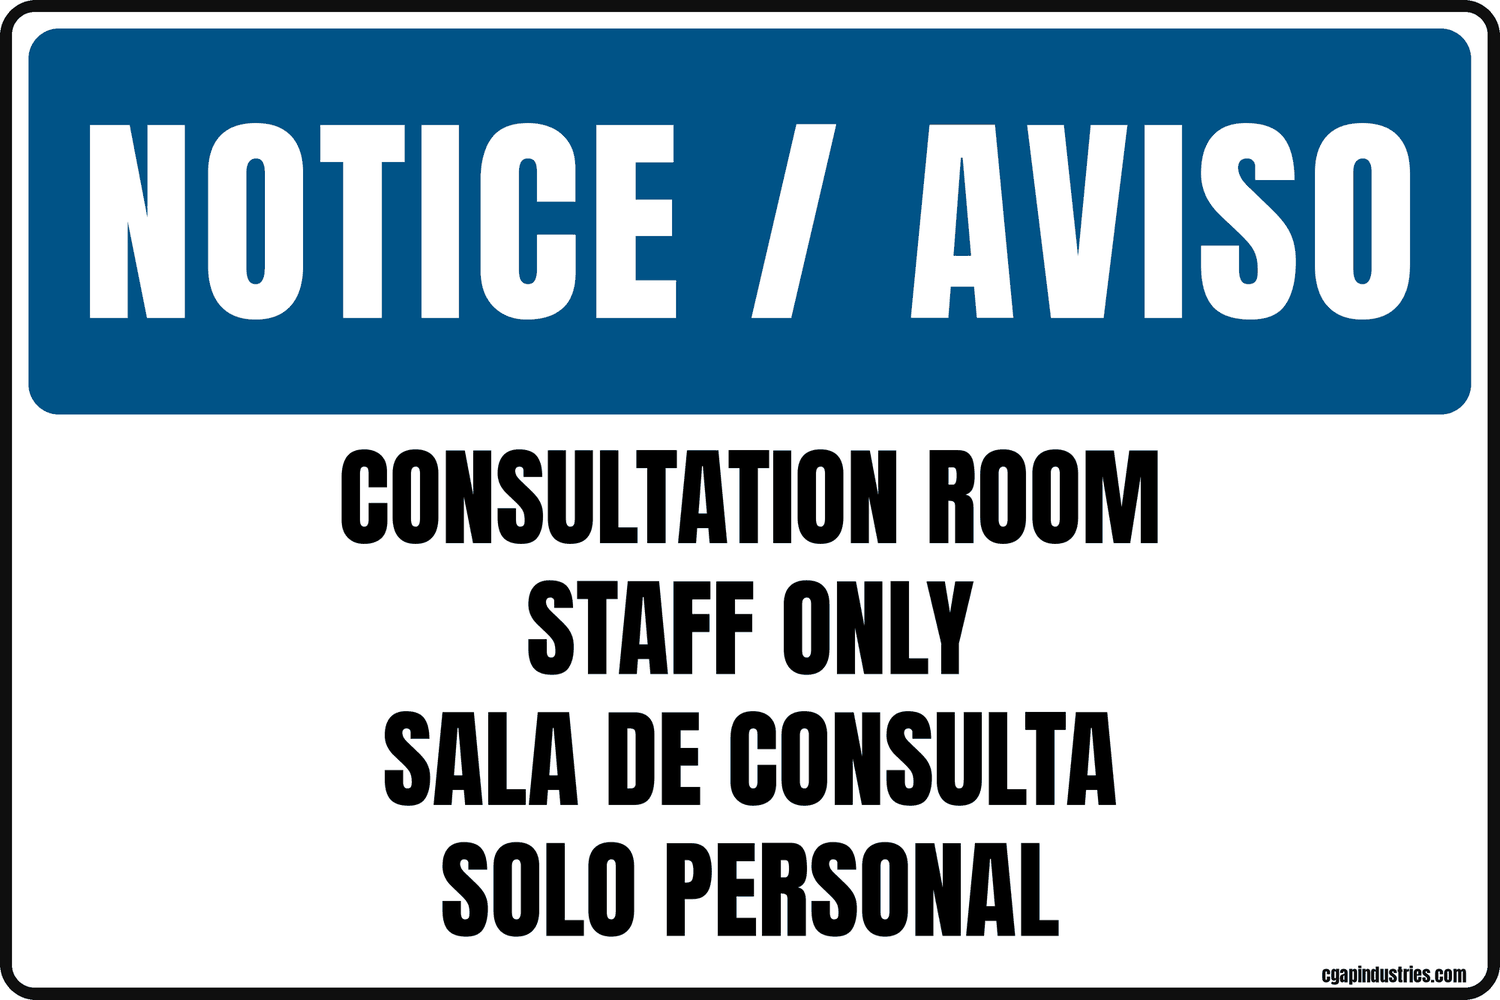 NOTICE / AVISO
CONSULTATION ROOM
STAFF ONLY
SALA DE CONSULTA
SOLO PERSONAL
cgapindustries.com